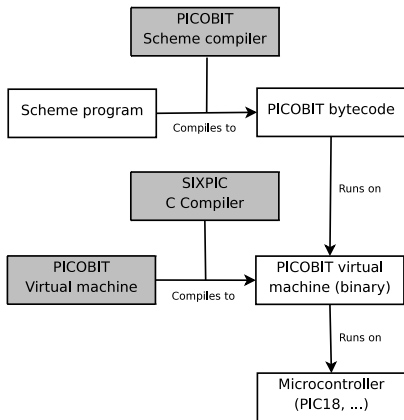 PICOBIT
Scheme compiler
Scheme program
Compiles to
PICOBIT bytecode
Runs on
SIXPIC
C Compiler
PICOBIT
Virtual machine
Compiles to
PICOBIT virtual
machine (binary)
Runs on
Microcontroller
(PIC18, ...)